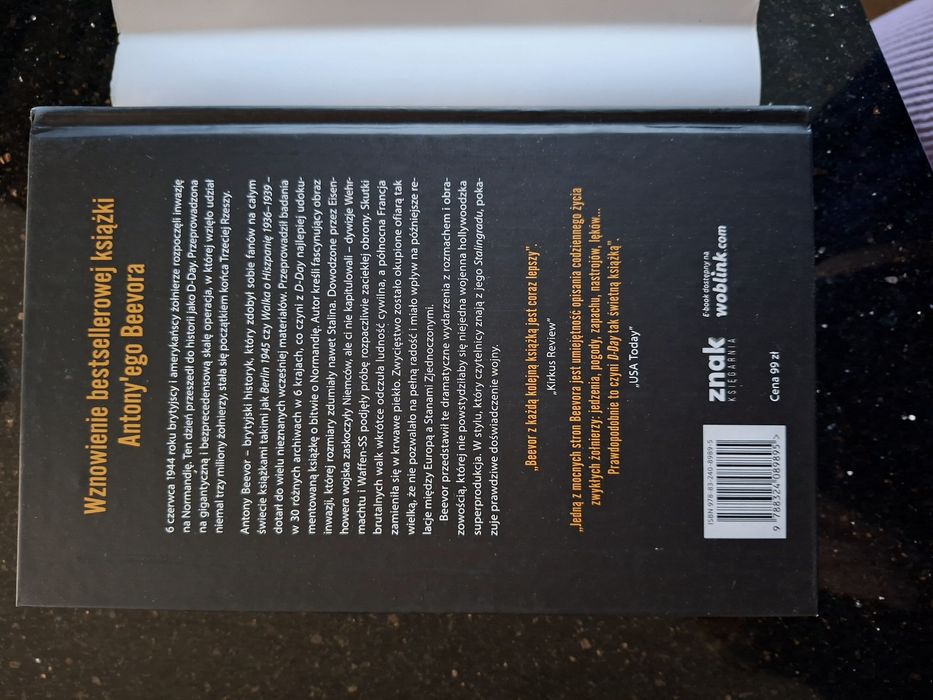 Wznowienie bestsellerowej książki
Antony'ego Beevora
6 czerwca 1944 roku brytyjscy i amerykańscy żołnierze rozpoczęli inwazję
na Normandię. Ten dzień przeszedł do historii jako D-Day. Przeprowadzona
na gigantyczną i bezprecedensową skalę operacja, w której wzięło udział
niemal trzy miliony żołnierzy, stała się początkiem końca Trzeciej Rzeszy.
Antony Beevor – brytyjski historyk, który zdobył sobie fanów na całym
świecie książkami takimi jak Berlin 1945 czy Walka o Hiszpanię 1936–1939 –
dotarł do wielu nieznanych wcześniej materiałów. Przeprowadził badania
w 30 różnych archiwach w 6 krajach, co czyni z D-Day najlepiej udoku-
mentowaną książkę o bitwie o Normandię. Autor kreśli fascynujący obraz
inwazji, której rozmiary zdumiały nawet Stalina. Dowodzone przez Eisen-
howera wojska zaskoczyły Niemców, ale ci nie kapitulowali – dywizje Wehr-
machtu i Waffen-SS podjęły próbę rozpaczliwie zaciekłej obrony. Skutki
brutalnych walk wkrótce odczuła ludność cywilna, a północna Francja
zamieniła się w krwawe piekło. Zwycięstwo zostało okupione ofiarą tak
wielką, że nie pozwalało na pełną radość i miało wpływ na późniejsze re-
lacje między Europą a Stanami Zjednoczonymi.
Beevor przedstawił te dramatyczne wydarzenia z rozmachem i obra-
zowością, której nie powstydziłaby się niejedna wojenna hollywoodzka
superprodukcja. W stylu, który czytelnicy znają z jego Stalingradu, poka-
zuje prawdziwe doświadczenie wojny.
„Beevor z każdą kolejną książką jest coraz lepszy”.
„Kirkus Review”
„Jedną z mocnych stron Beevora jest umiejętność opisania codziennego życia
zwykłych żołnierzy: jedzenia, pogody, zapachu, nastrojów, lęków...
Prawdopodobnie to czyni D-Day tak świetną książką”.
„USA Today”
ISBN 978-83-240-8989-5
9 788324 089895 >
znak
KSIĘGARNIA
Cena 99 zł
E-book dostępny na
woblink.com